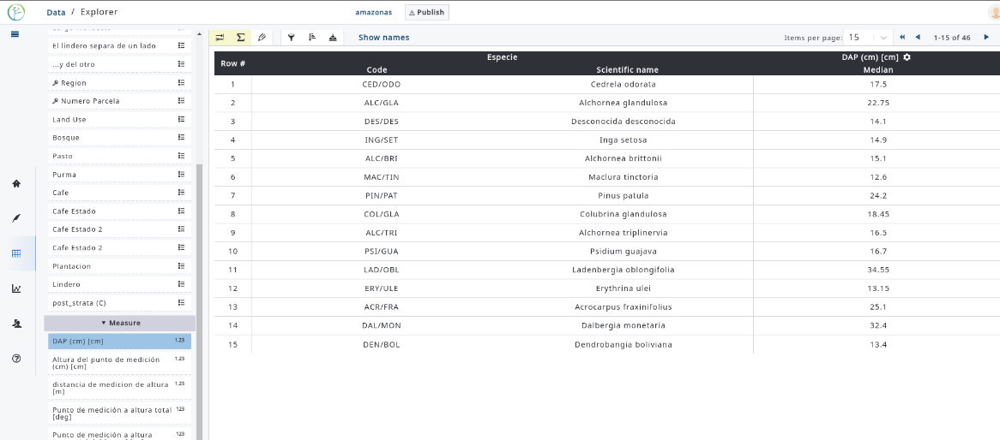 Data / Explorer
amazonas
Publish
El lindero separa de un lado
...y del otro
Region
Numero Parcela
Land Use
Bosque
Pasto
Purma
Cafe
Cafe Estado
Cafe Estado 2
Cafe Estado 2
Plantacion
Lindero
post_strata (C)
Measure
DAP (cm) [cm] 1.23
Altura del punto de medición 1.23
(cm) [cm]
distancia de medicion de altura 1.23
[m]
Punto de medición a altura total 123
[deg]
Punto de medición a altura 123
Show names
Items per page: 15
1-15 of 46
Row # Especie DAP (cm) [cm]
Code Scientific name Median
1 CED/ODO Cedrela odorata 17.5
2 ALC/GLA Alchornea glandulosa 22.75
3 DES/DES Desconocida desconocida 14.1
4 ING/SET Inga setosa 14.9
5 ALC/BRI Alchornea brittonii 15.1
6 MAC/TIN Maclura tinctoria 12.6
7 PIN/PAT Pinus patula 24.2
8 COL/GLA Colubrina glandulosa 18.45
9 ALC/TRI Alchornea triplinervia 16.5
10 PSI/GUA Psidium guajava 16.7
11 LAD/OBL Ladenbergia oblongifolia 34.55
12 ERY/ULE Erythrina ulei 13.15
13 ACR/FRA Acrocarpus fraxinifolius 25.1
14 DAL/MON Dalbergia monetaria 32.4
15 DEN/BOL Dendrobangia boliviana 13.4